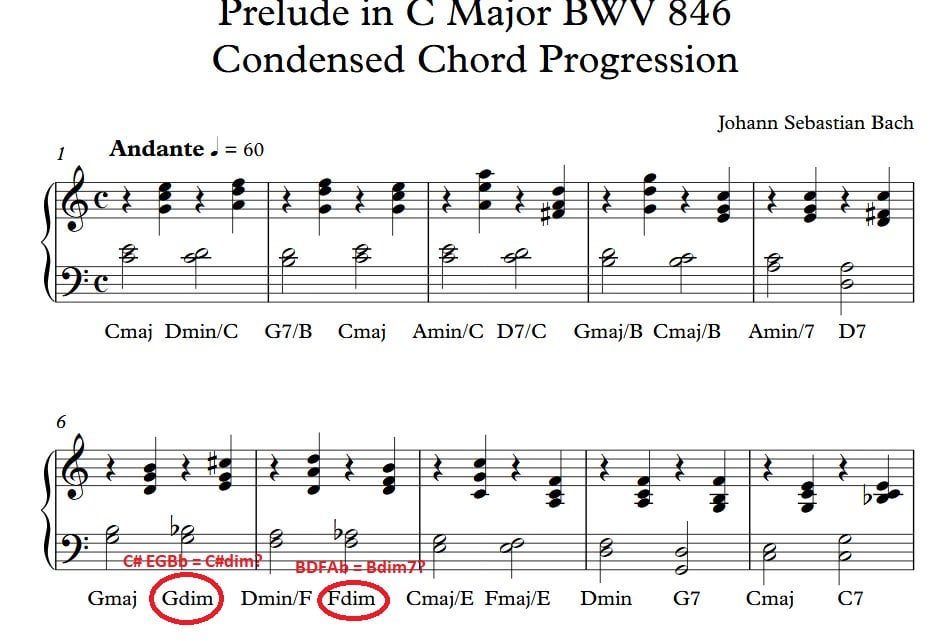 Prelude in C Major BWV 846
Condensed Chord Progression
Johann Sebastian Bach
1 Andante ♩ = 60
Cmaj Dmin/C G7/B Cmaj Amin/C D7/C Gmaj/B Cmaj/B Amin/7 D7
6
C# EGBb = C#dim? BDFAb = Bdim7?
Gmaj Gdim Dmin/F Fdim Cmaj/E Fmaj/E Dmin G7 Cmaj C7